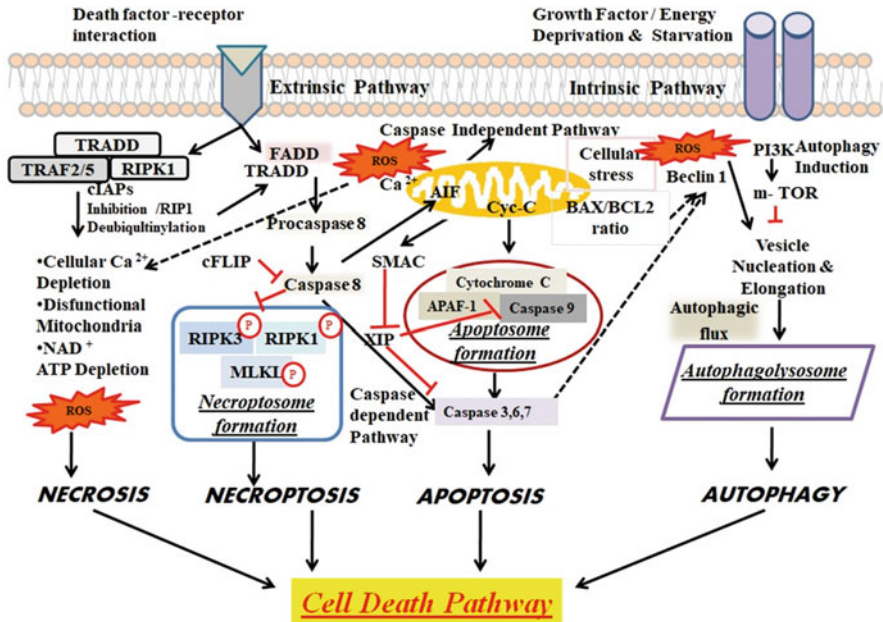 Death factor -receptor
interaction
Growth Factor / Energy
Deprivation & Starvation
Extrinsic Pathway
Intrinsic Pathway
TRADD
TRAF2/5
RIPK1
cIAPs
Inhibition /RIP1
Deubiqultinylation
FADD
TRADD
ROS
Ca 2+
Caspase Independent Pathway
AIF
Cyc-C
Cellular
stress
BAX/BCL2
ratio
ROS
Beclin 1
PI3K
Autophagy
Induction
m- TOR
Procaspase 8
cFLIP
Caspase 8
SMAC
Vesicle
Nucleation &
Elongation
•Cellular Ca 2+
Depletion
•Disfunctional
Mitochondria
•NAD +
ATP Depletion
ROS
RIPK3
P
RIPK1
P
MLKL
P
Necroptosome
formation
XIP
Cytochrome C
APAF-1
Caspase 9
Apoptosome
formation
Caspase
dependent
Pathway
Caspase 3,6,7
Autophagic
flux
Autophagolysosome
formation
NECROSIS
NECROPTOSIS
APOPTOSIS
AUTOPHAGY
Cell Death Pathway